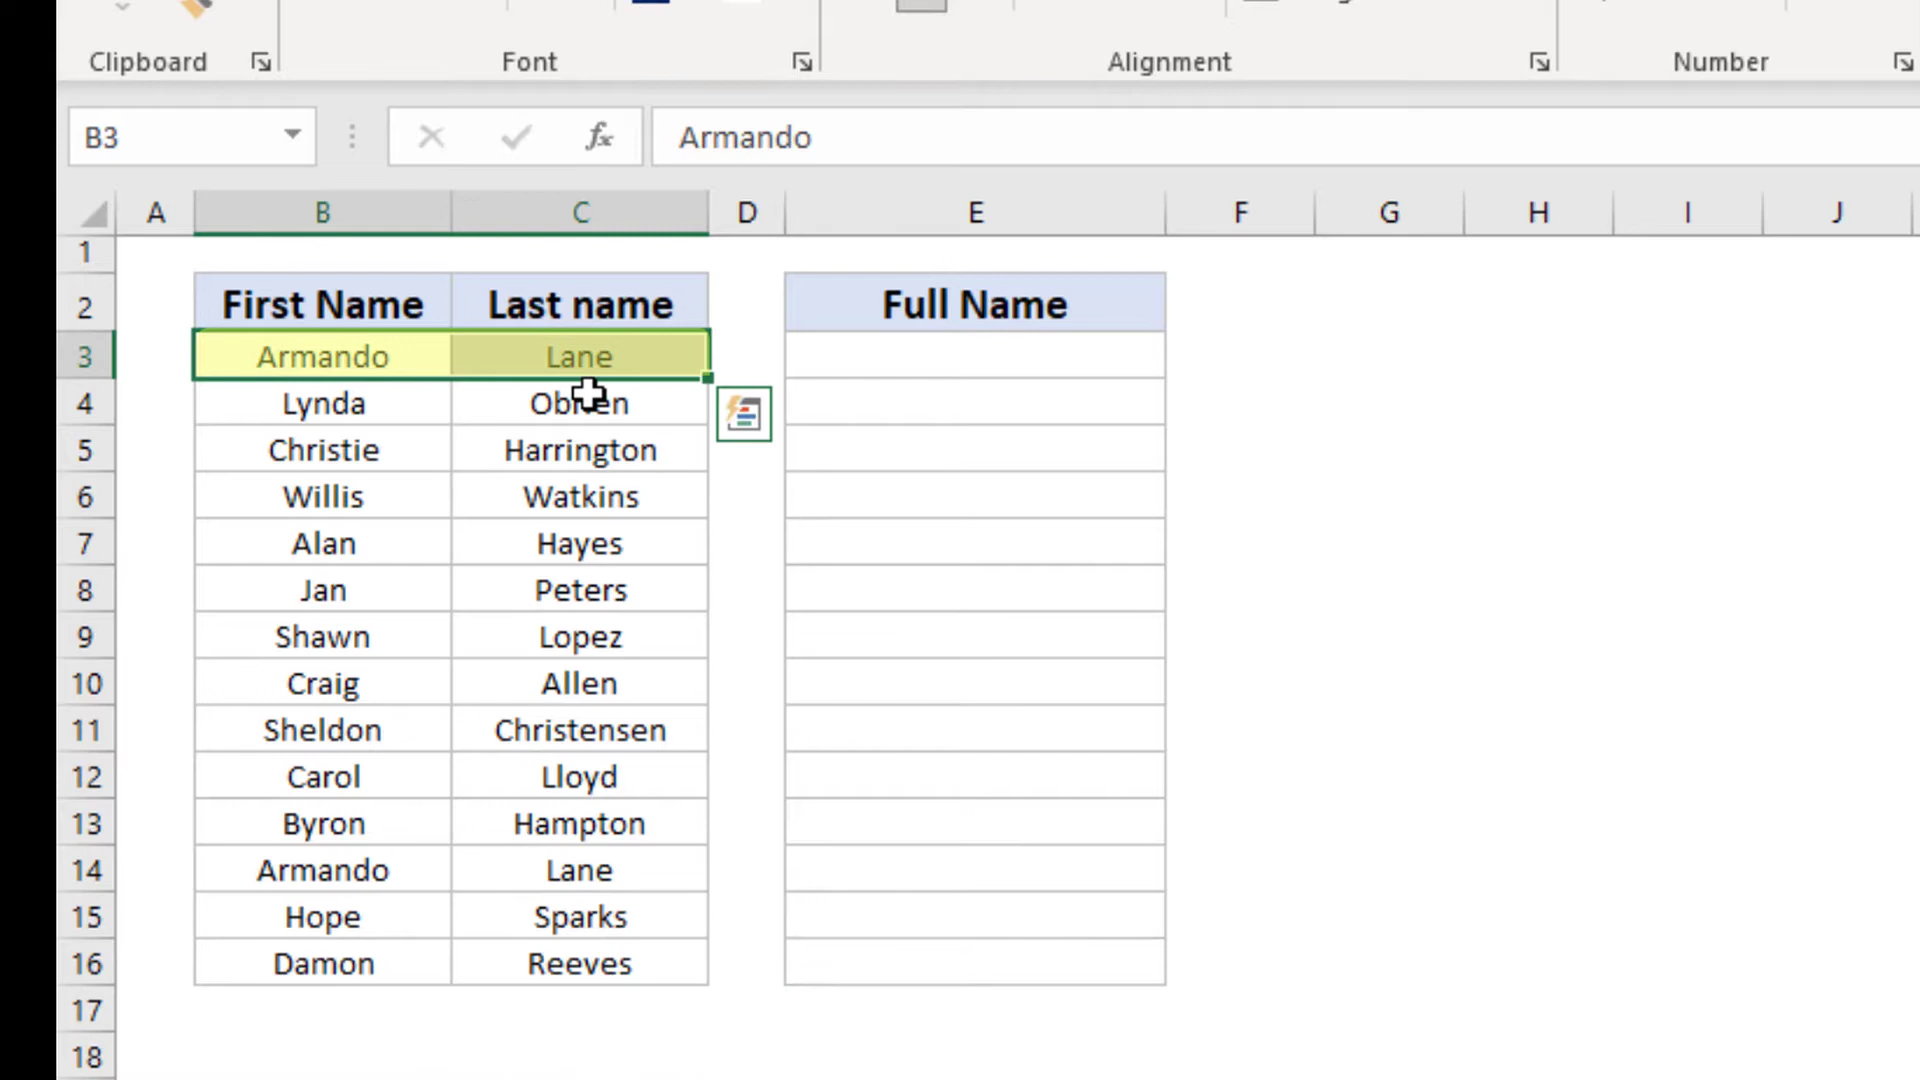 Clipboard Font Alignment Number
B3 fx Armando
A B C D E F G H I J
1
2 First Name Last name Full Name
3 Armando Lane
4 Lynda Obrien
5 Christie Harrington
6 Willis Watkins
7 Alan Hayes
8 Jan Peters
9 Shawn Lopez
10 Craig Allen
11 Sheldon Christensen
12 Carol Lloyd
13 Byron Hampton
14 Armando Lane
15 Hope Sparks
16 Damon Reeves
17
18